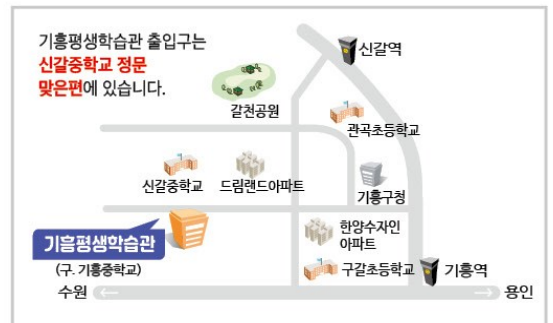 기흥평생학습관 출입구는
신갈중학교 정문
맞은편에 있습니다.
신갈역
갈천공원
관곡초등학교
신갈중학교
드림랜드아파트
기흥구청
기흥평생학습관
(구. 기흥중학교)
한양수자인
아파트
구갈초등학교
기흥역
수원
용인